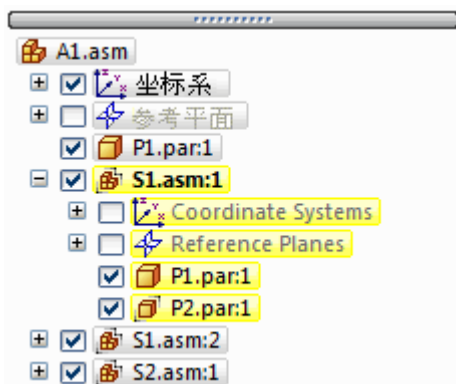 A1.asm
坐标系
参考平面
P1.par:1
S1.asm:1
Coordinate Systems
Reference Planes
P1.par:1
P2.par:1
S1.asm:2
S2.asm:1